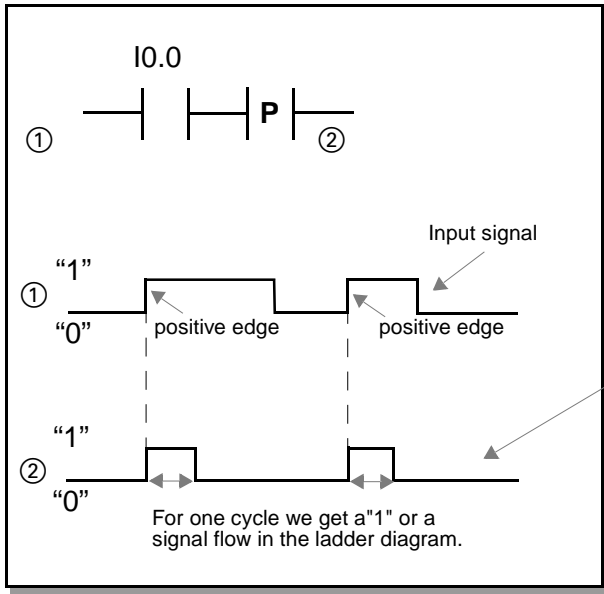 I0.0
P
① ②
Input signal
“1”
①
“0”
positive edge positive edge
“1”
②
“0”
For one cycle we get a"1" or a
signal flow in the ladder diagram.